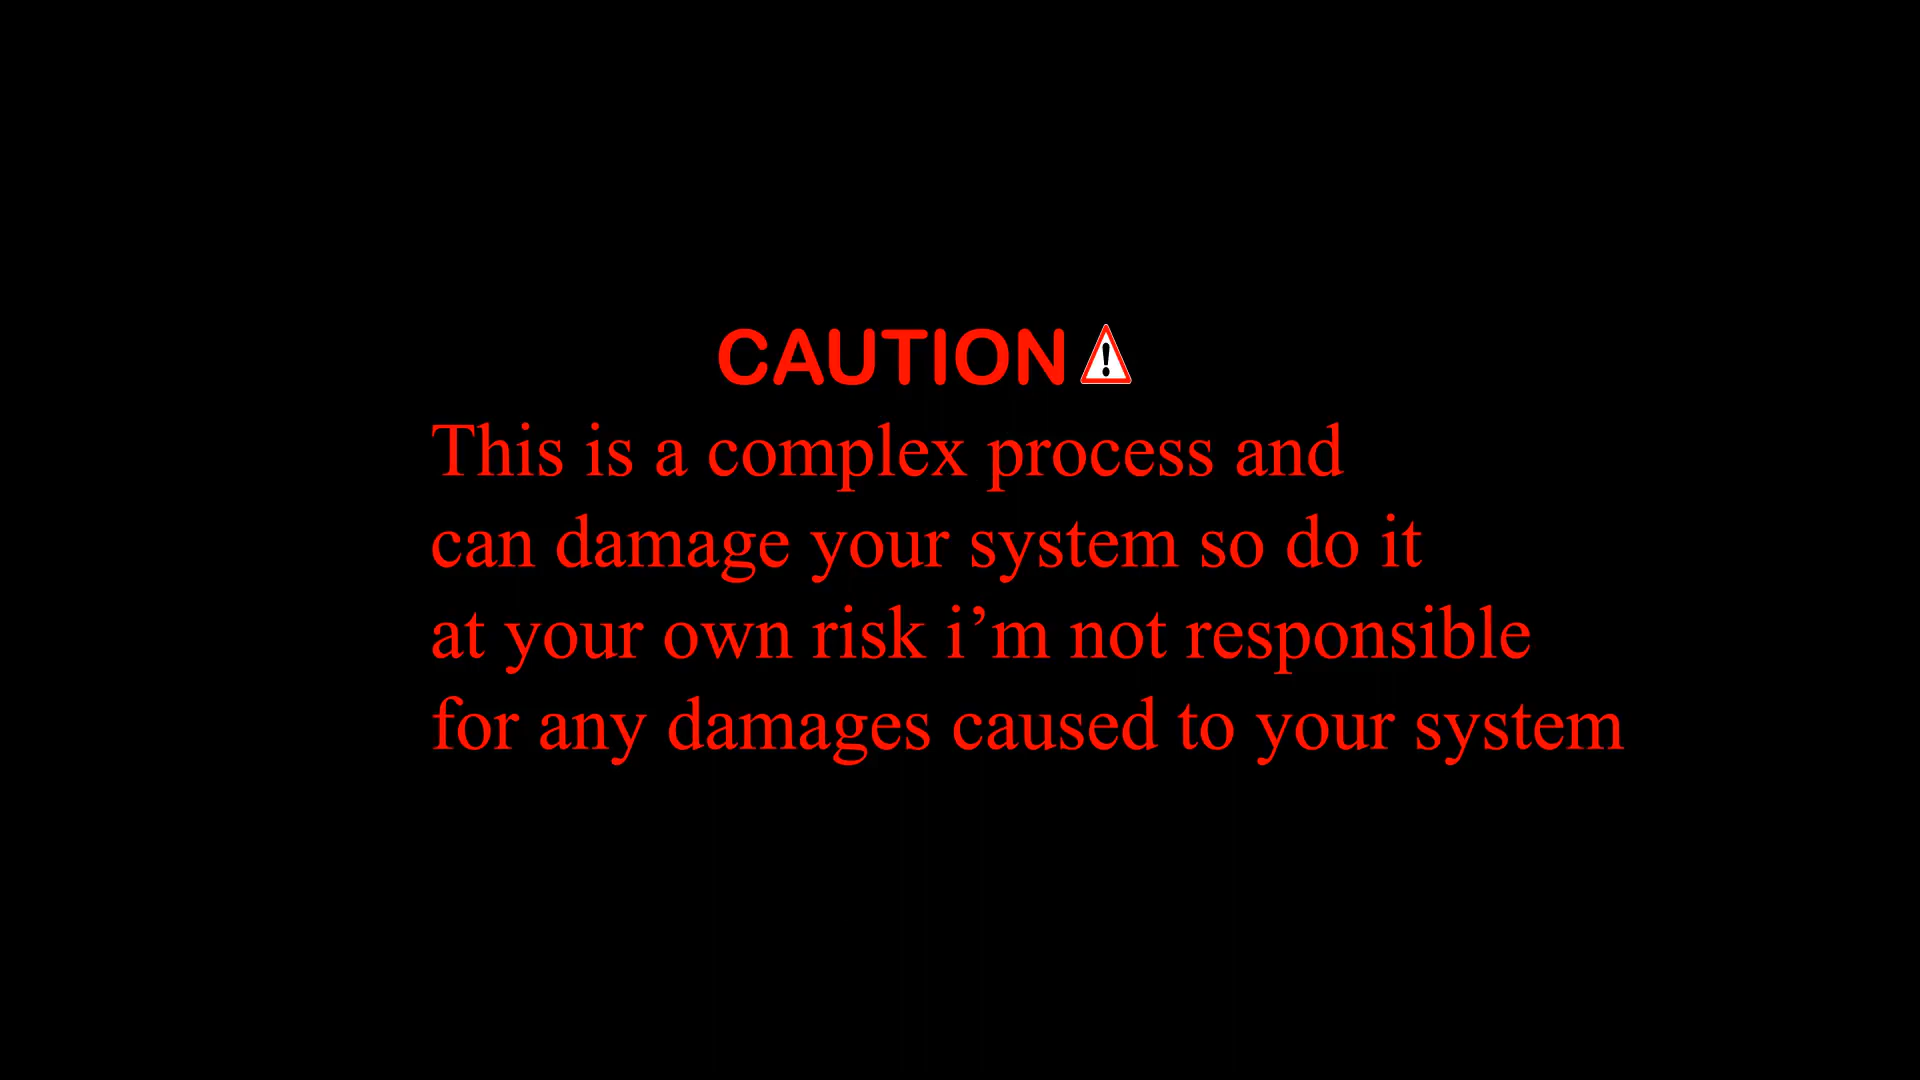 CAUTION
This is a complex process and
can damage your system so do it
at your own risk i’m not responsible
for any damages caused to your system